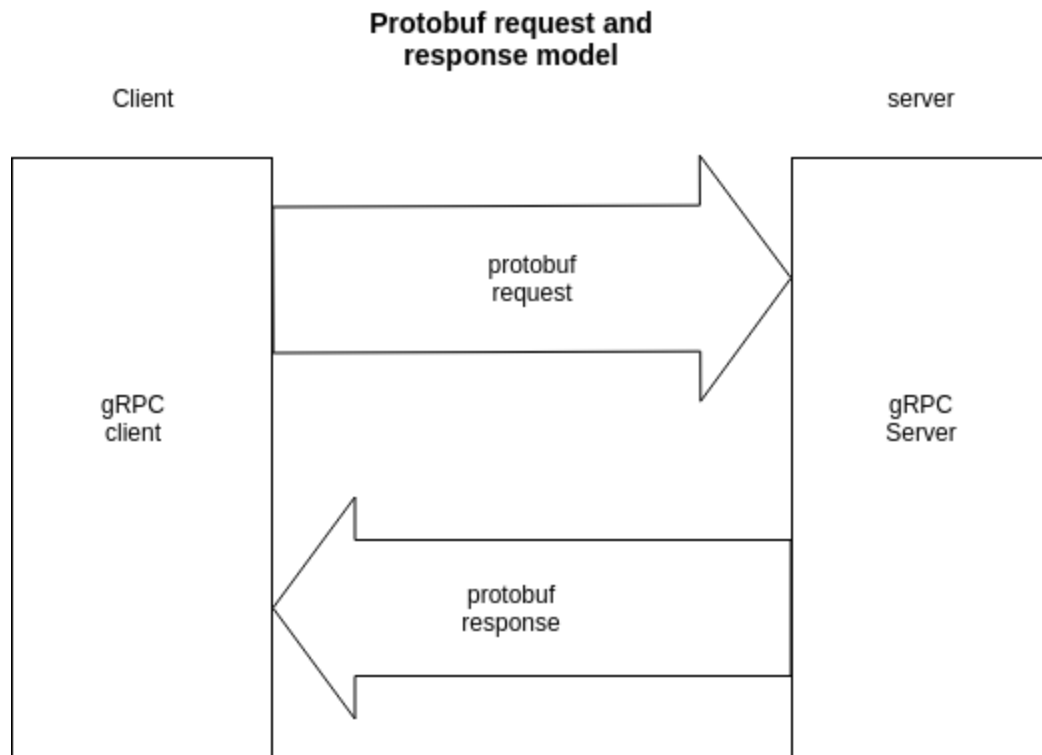 Protobuf request and
response model
Client
server
protobuf
request
gRPC
client
gRPC
Server
protobuf
response